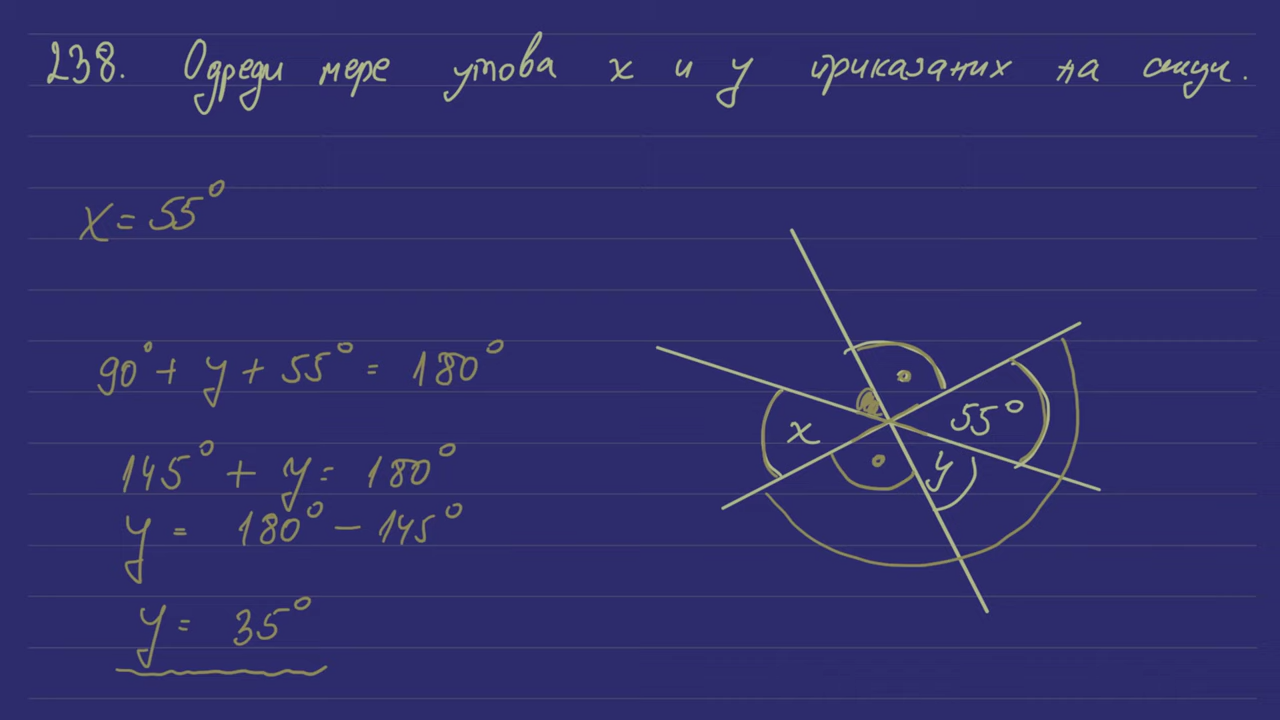 238. Одреди мере углова x и y приказаних на слици.
x = 55°
90° + y + 55° = 180°
145° + y = 180°
y = 180° - 145°
y = 35°
x
55°
y